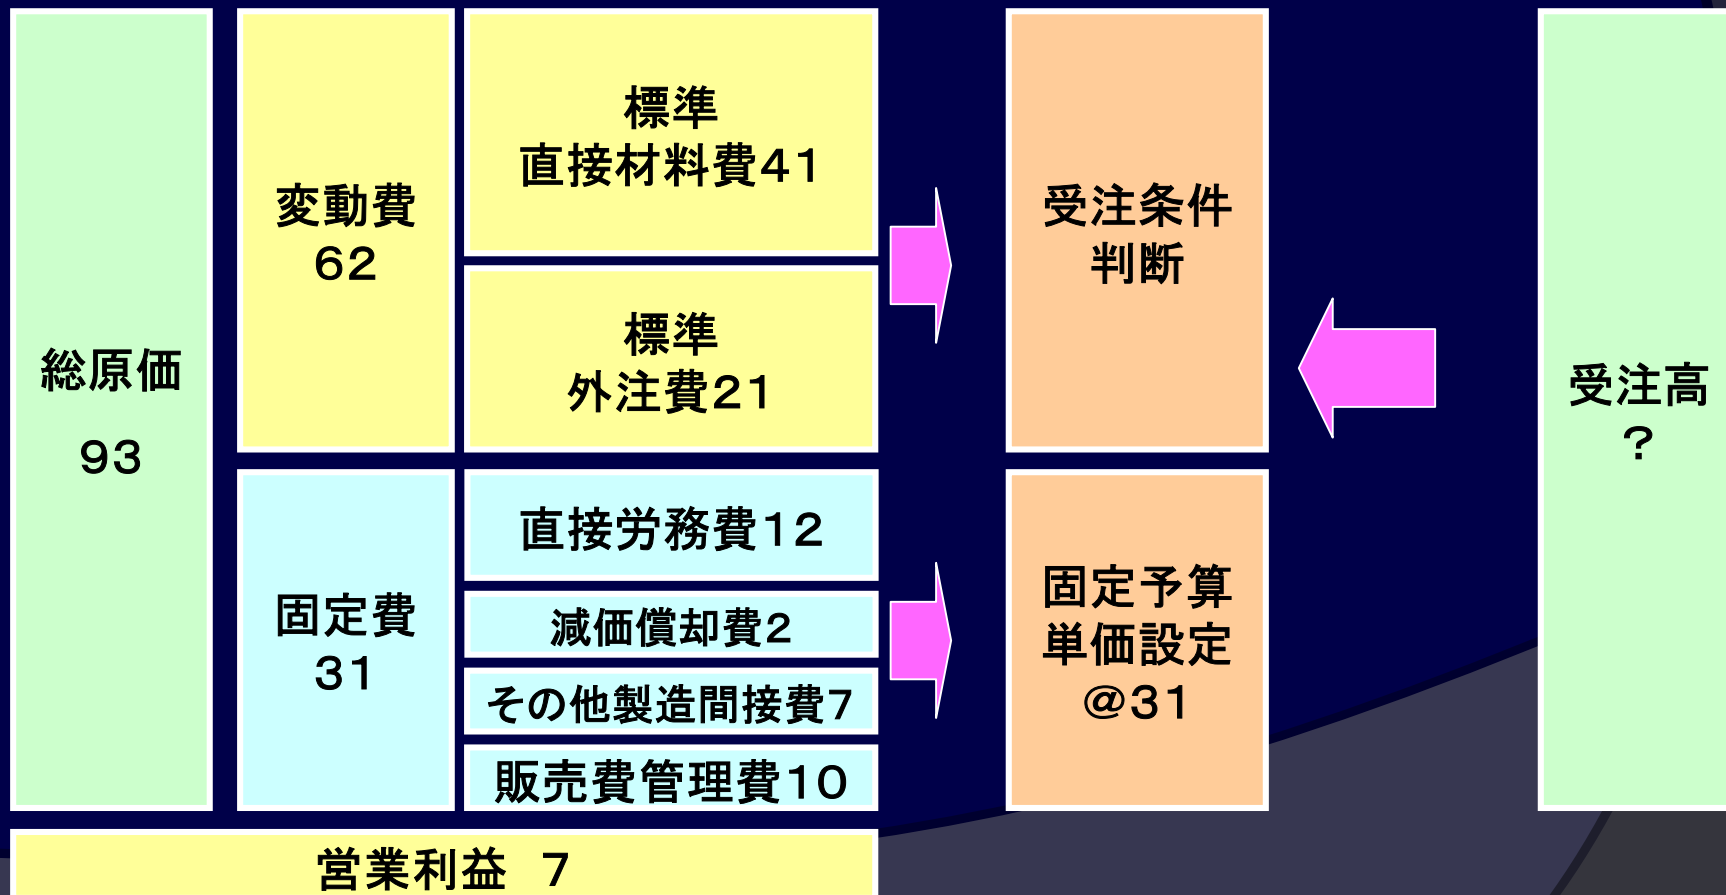 総原価
93
変動費
62
標準
直接材料費41
標準
外注費21
固定費
31
直接労務費12
減価償却費2
その他製造間接費7
販売費管理費10
営業利益 7
受注条件
判断
固定予算
単価設定
@31
受注高
?